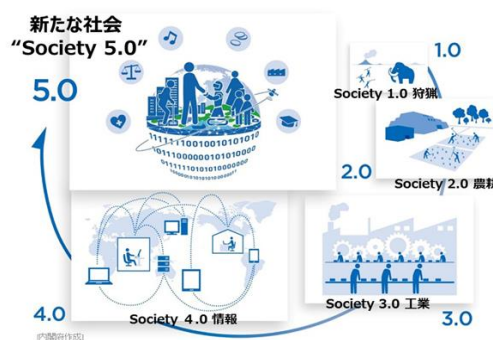 新たな社会
“Society 5.0”
5.0
1.0
Society 1.0 狩猟
2.0
Society 2.0 農耕
Society 3.0 工業
3.0
Society 4.0 情報
4.0
[内閣府作成]